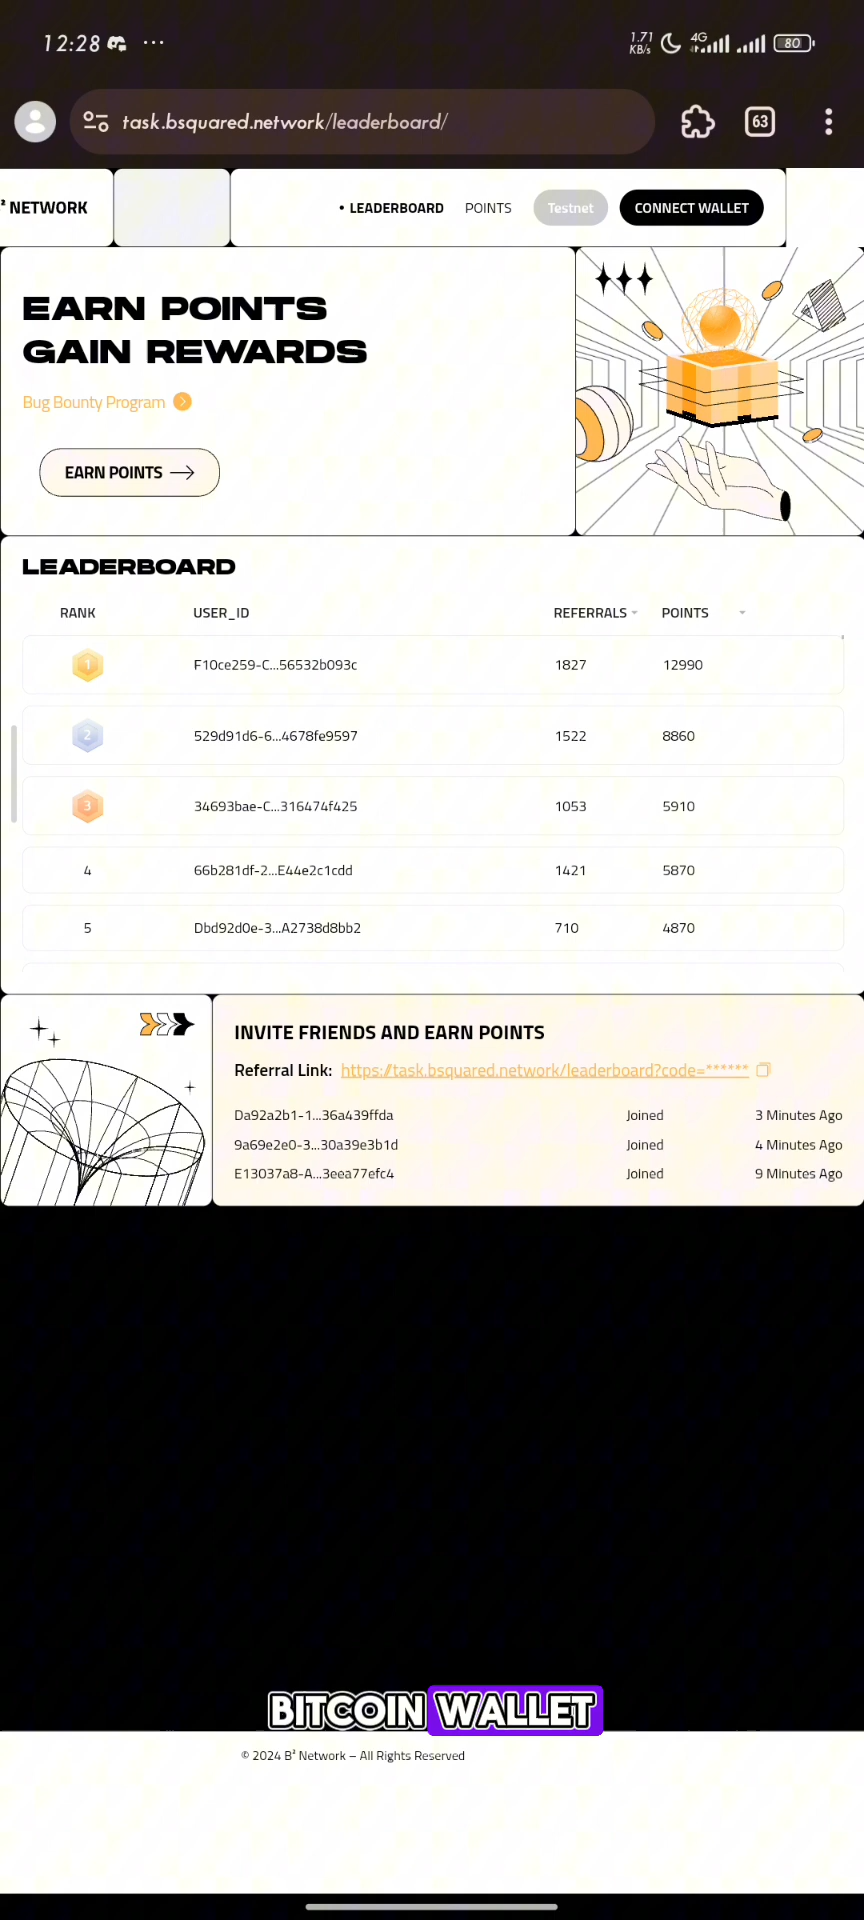 12:28 ...
1.71 KB/s 4G 80
task.bsquared.network/leaderboard/
63
² NETWORK
• LEADERBOARD POINTS Testnet CONNECT WALLET
EARN POINTS
GAIN REWARDS
Bug Bounty Program
EARN POINTS
LEADERBOARD
RANK USER_ID REFERRALS POINTS
1 F10ce259-C...56532b093c 1827 12990
2 529d91d6-6...4678fe9597 1522 8860
3 34693bae-C...316474f425 1053 5910
4 66b281df-2...E44e2c1cdd 1421 5870
5 Dbd92d0e-3...A2738d8bb2 710 4870
INVITE FRIENDS AND EARN POINTS
Referral Link: https://task.bsquared.network/leaderboard?code=******
Da92a2b1-1...36a439ffda Joined 3 Minutes Ago
9a69e2e0-3...30a39e3b1d Joined 4 Minutes Ago
E13037a8-A...3eea77efc4 Joined 9 Minutes Ago
BITCOIN WALLET
© 2024 B² Network – All Rights Reserved